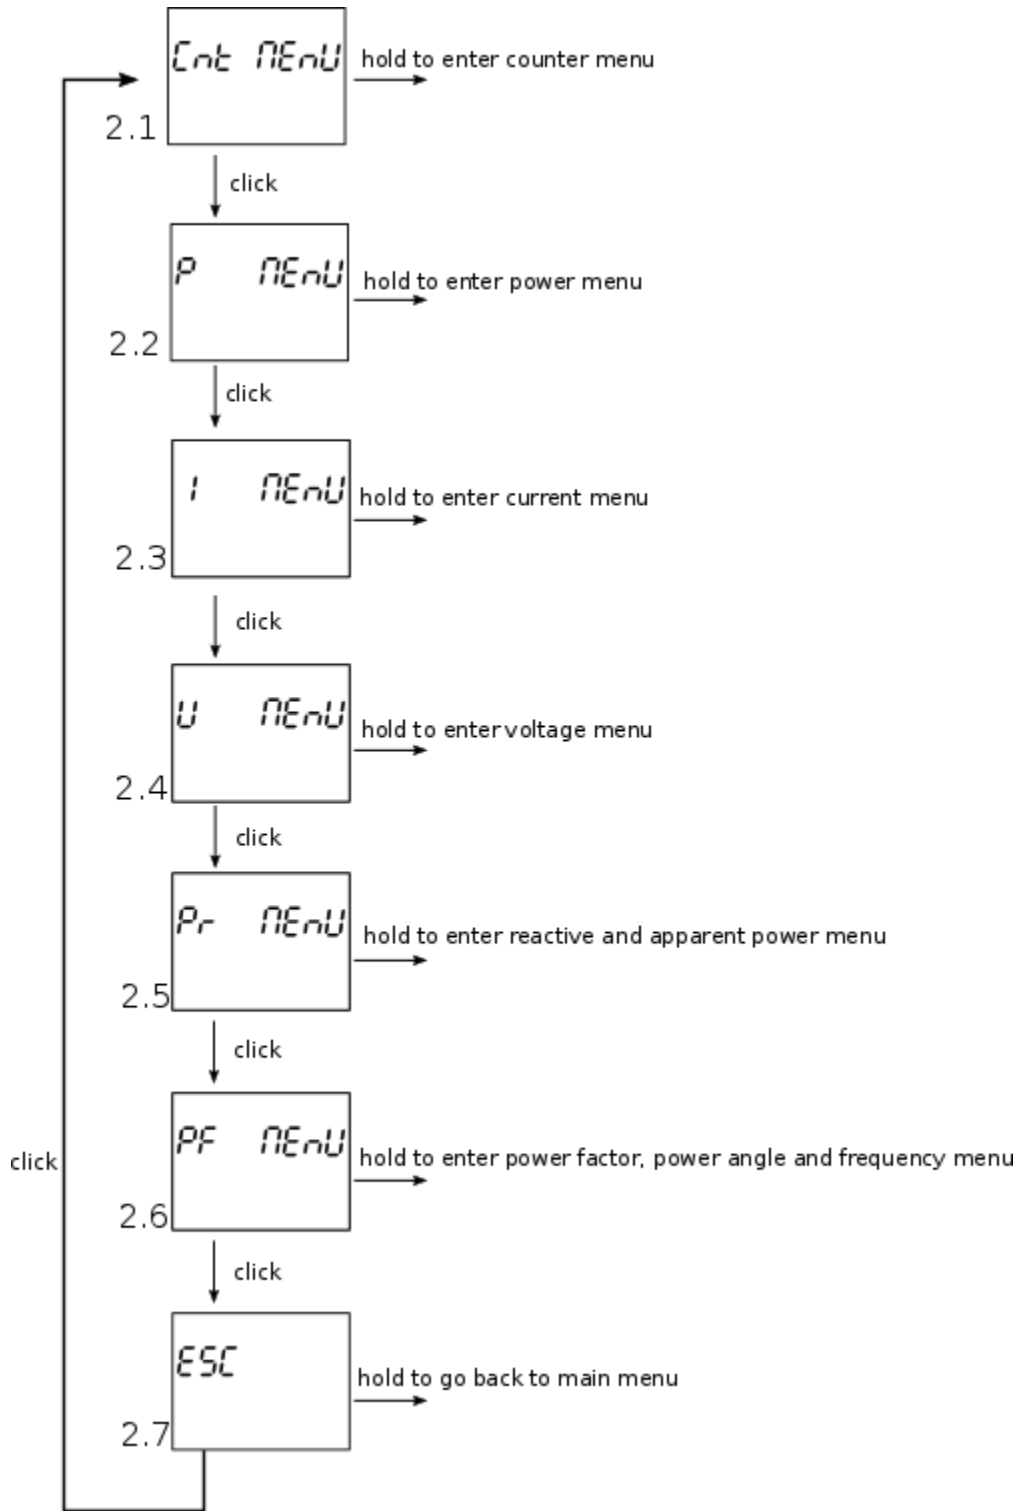 Cnt MEnU
hold to enter counter menu
2.1
click
P MEnU
hold to enter power menu
2.2
click
I MEnU
hold to enter current menu
2.3
click
U MEnU
hold to enter voltage menu
2.4
click
Pr MEnU
hold to enter reactive and apparent power menu
2.5
click
PF MEnU
hold to enter power factor, power angle and frequency menu
click
2.6
click
ESC
hold to go back to main menu
2.7